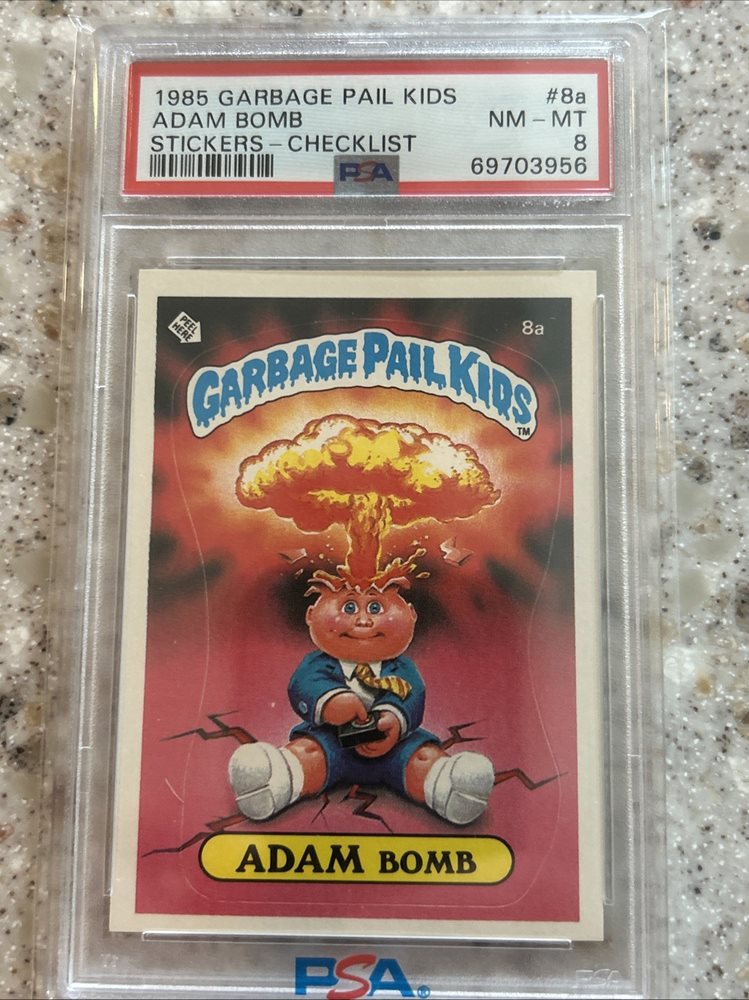 1985 GARBAGE PAIL KIDS #8a
ADAM BOMB NM - MT
STICKERS - CHECKLIST 8
PSA 69703956
PEEL HERE
8a
GARBAGE PAIL KIDS
TM
ADAM BOMB
PSA®
PSA